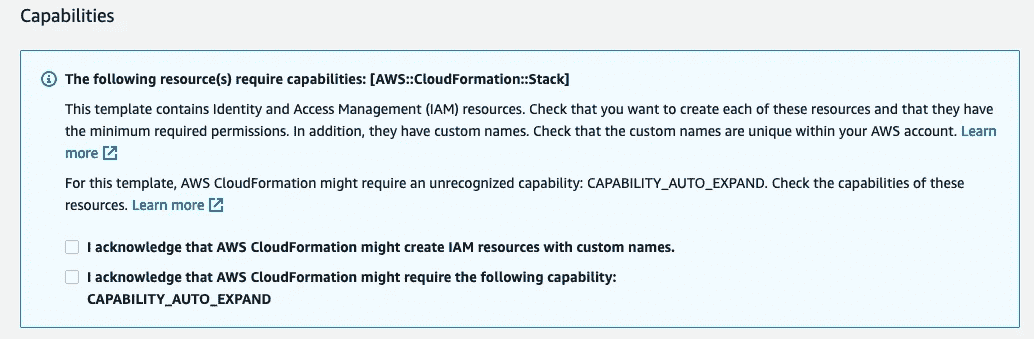 Capabilities
The following resource(s) require capabilities: [AWS::CloudFormation::Stack]
This template contains Identity and Access Management (IAM) resources. Check that you want to create each of these resources and that they have
the minimum required permissions. In addition, they have custom names. Check that the custom names are unique within your AWS account. Learn
more
For this template, AWS CloudFormation might require an unrecognized capability: CAPABILITY_AUTO_EXPAND. Check the capabilities of these
resources. Learn more
I acknowledge that AWS CloudFormation might create IAM resources with custom names.
I acknowledge that AWS CloudFormation might require the following capability:
CAPABILITY_AUTO_EXPAND